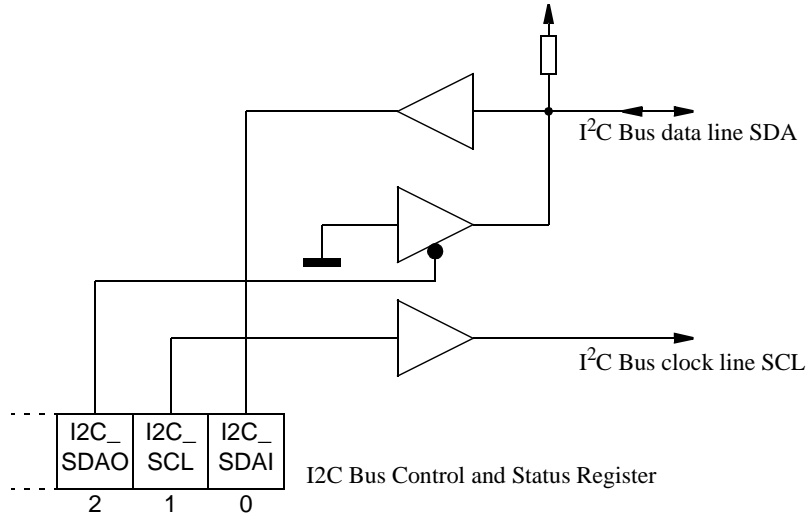 I²C Bus data line SDA
I²C Bus clock line SCL
I2C_ I2C_ I2C_
SDAO SCL SDAI
I2C Bus Control and Status Register
2 1 0